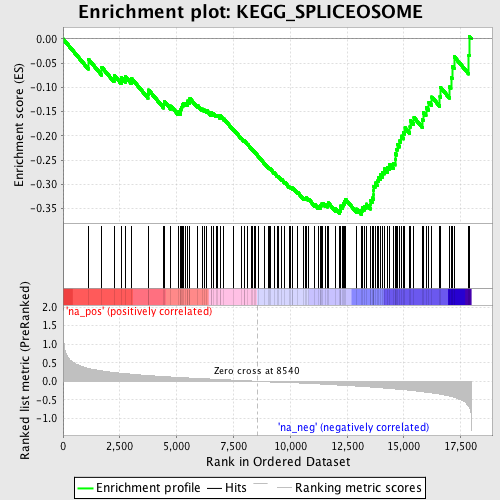 Enrichment plot: KEGG_SPLICEOSOME
Enrichment score (ES)
0.00
-0.05
-0.10
-0.15
-0.20
-0.25
-0.30
-0.35
'na_pos' (positively correlated)
Ranked list metric (PreRanked)
2.0
1.5
1.0
0.5
0.0
-0.5
-1.0
Zero cross at 8540
'na_neg' (negatively correlated)
0 2,500 5,000 7,500 10,000 12,500 15,000 17,500
Rank in Ordered Dataset
Enrichment profile Hits Ranking metric scores